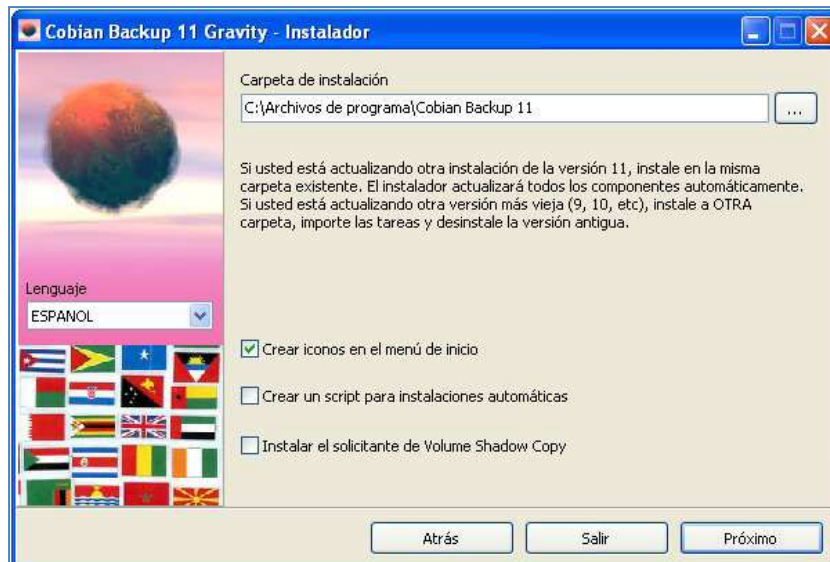 Cobian Backup 11 Gravity - Instalador
Carpeta de instalación
C:\Archivos de programa\Cobian Backup 11
...
Si usted está actualizando otra instalación de la versión 11, instale en la misma
carpeta existente. El instalador actualizará todos los componentes automáticamente.
Si usted está actualizando otra versión más vieja (9, 10, etc), instale a OTRA
carpeta, importe las tareas y desinstale la versión antigua.
Lenguaje
ESPANOL
Crear iconos en el menú de inicio
Crear un script para instalaciones automáticas
Instalar el solicitante de Volume Shadow Copy
Atrás
Salir
Próximo